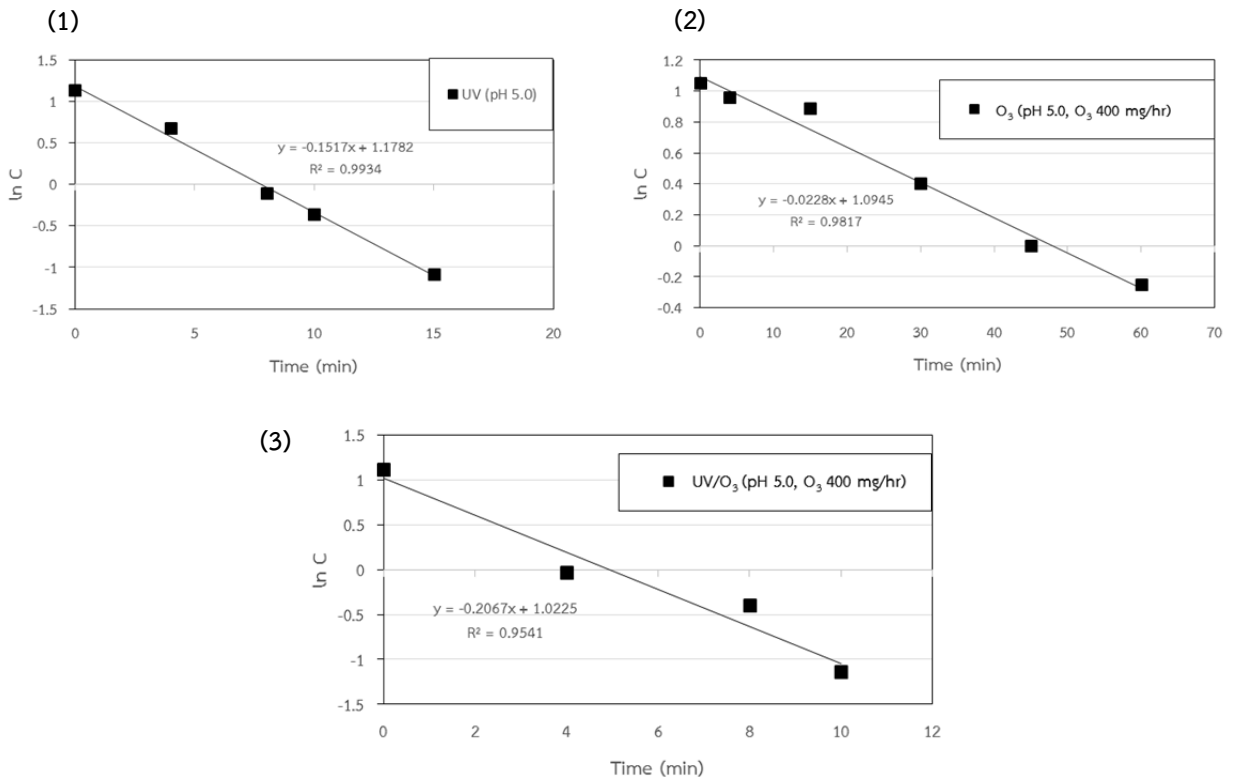 (1)
1.5
1
0.5
0
-0.5
-1
-1.5
ln C
UV (pH 5.0)
y = -0.1517x + 1.1782
R² = 0.9934
0 5 10 15 20
Time (min)
(2)
1.2
1
0.8
0.6
0.4
0.2
0
-0.2
-0.4
ln C
O₃ (pH 5.0, O₃ 400 mg/hr)
y = -0.0228x + 1.0945
R² = 0.9817
0 10 20 30 40 50 60 70
Time (min)
(3)
1.5
1
0.5
0
-0.5
-1
-1.5
ln C
UV/O₃ (pH 5.0, O₃ 400 mg/hr)
y = -0.2067x + 1.0225
R² = 0.9541
0 2 4 6 8 10 12
Time (min)